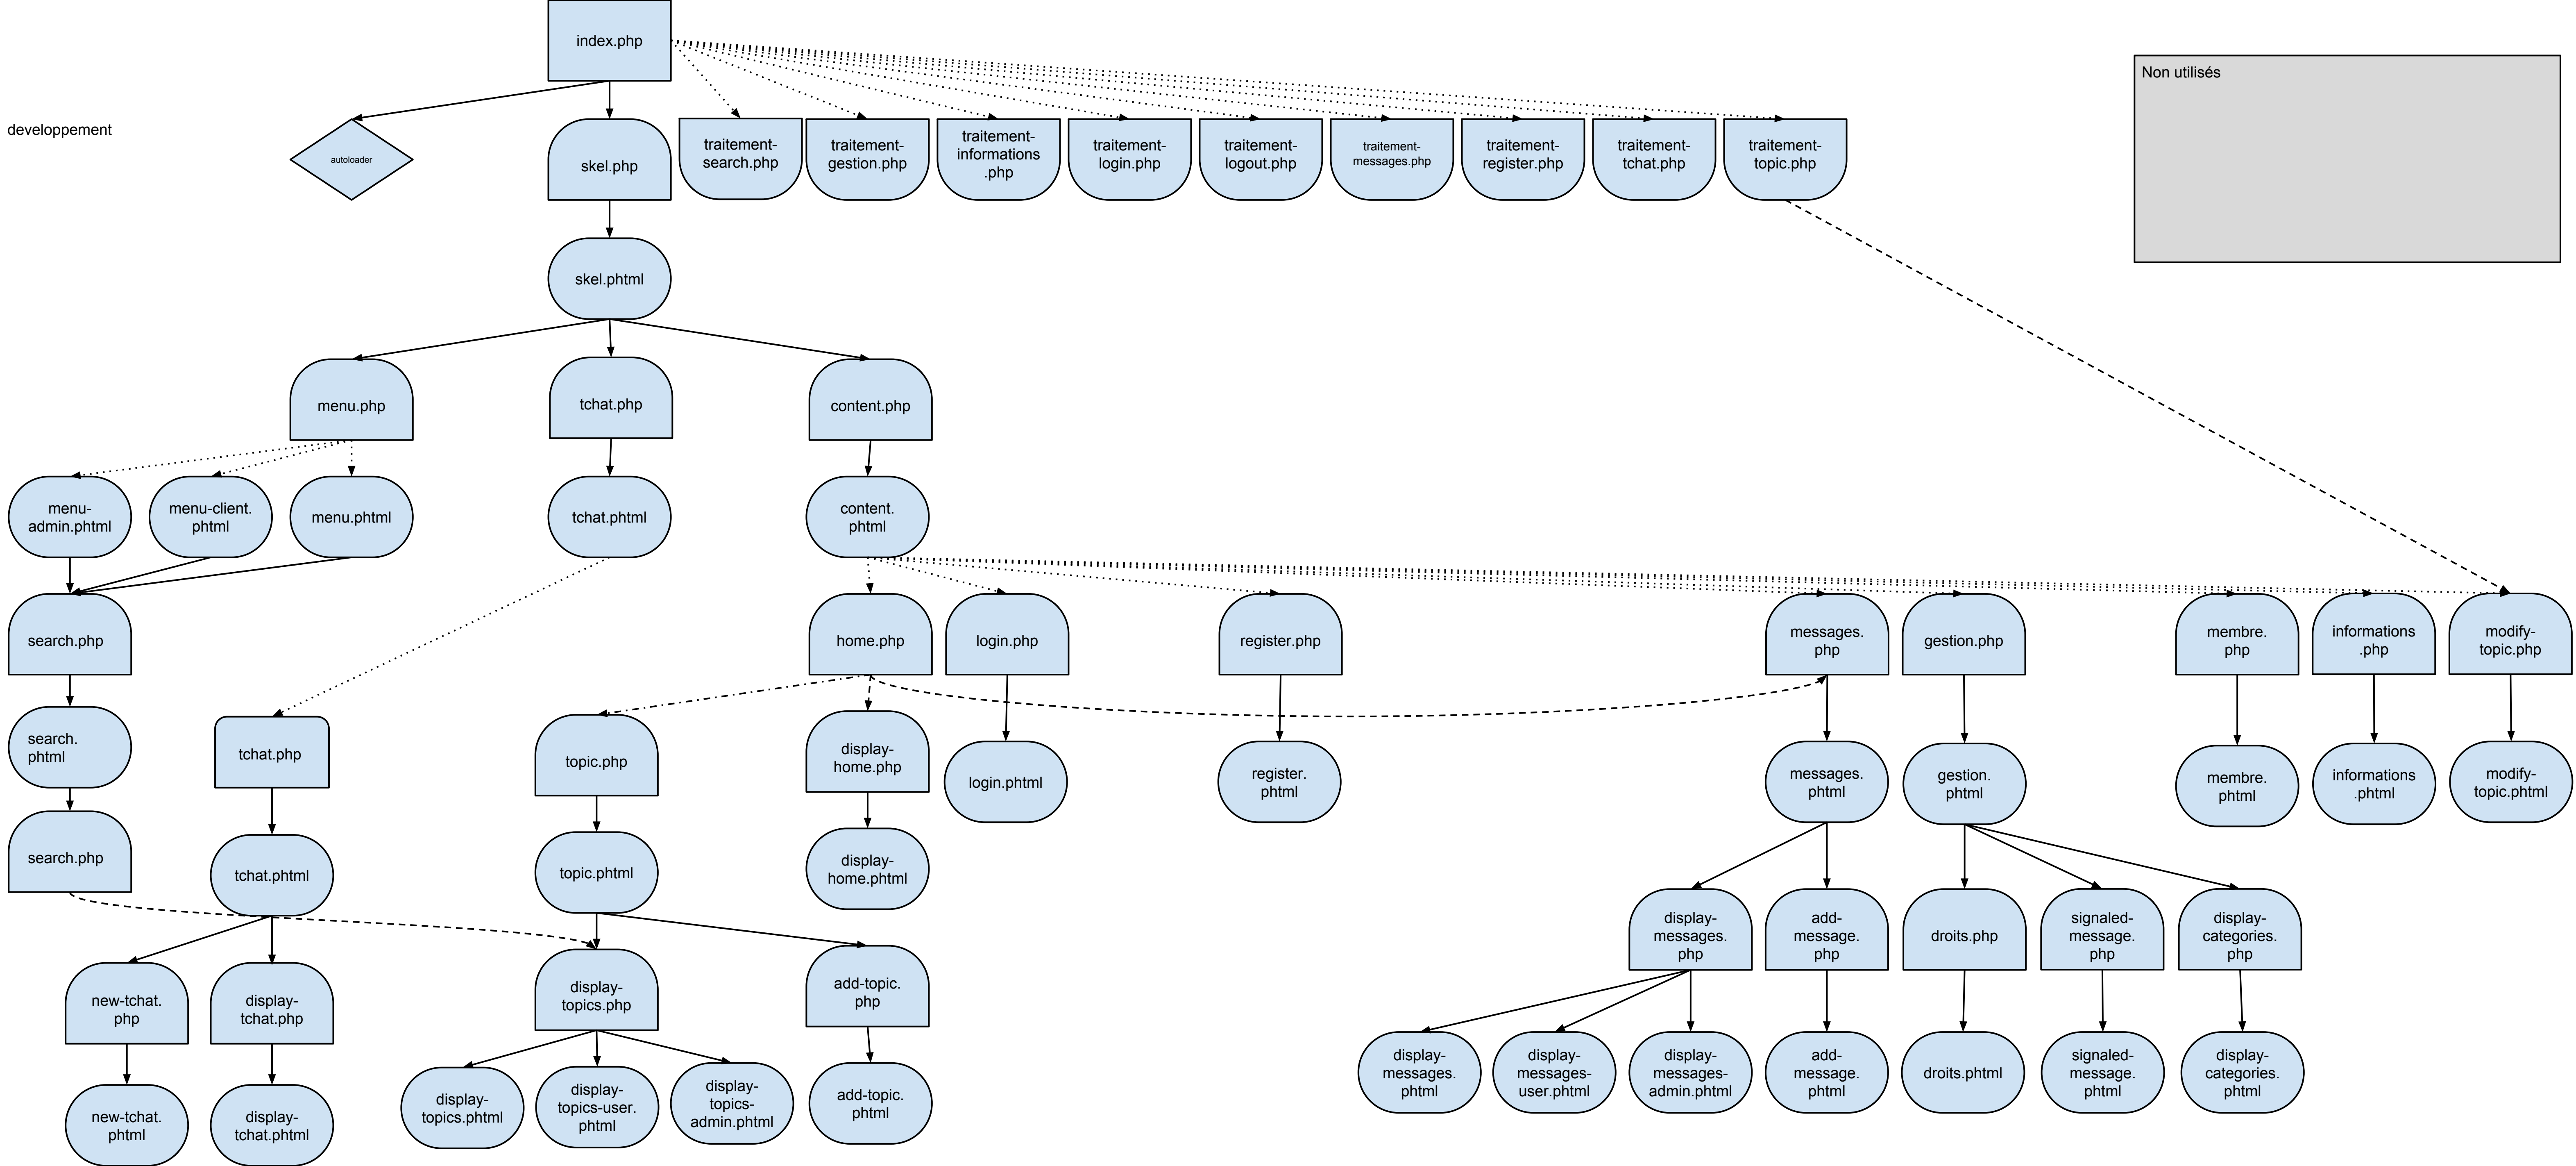 index.php
Non utilisés
developpement
autoloader
skel.php
traitement-
search.php
traitement-
gestion.php
traitement-
informations
.php
traitement-
login.php
traitement-
logout.php
traitement-
messages.php
traitement-
register.php
traitement-
tchat.php
traitement-
topic.php
skel.phtml
menu.php
tchat.php
content.php
menu-
admin.phtml
menu-client.
phtml
menu.phtml
tchat.phtml
content.
phtml
search.php
home.php
login.php
register.php
messages.
php
gestion.php
membre.
php
informations
.php
modify-
topic.php
search.
phtml
tchat.php
topic.php
display-
home.php
login.phtml
register.
phtml
messages.
phtml
gestion.
phtml
membre.
phtml
informations
.phtml
modify-
topic.phtml
search.php
tchat.phtml
topic.phtml
display-
home.phtml
display-
messages.
php
add-
message.
php
droits.php
signaled-
message.
php
display-
categories.
php
new-tchat.
php
display-
tchat.php
display-
topics.php
add-topic.
php
display-
messages.
phtml
display-
messages-
user.phtml
display-
messages-
admin.phtml
add-
message.
phtml
droits.phtml
signaled-
message.
phtml
display-
categories.
phtml
new-tchat.
phtml
display-
tchat.phtml
display-
topics.phtml
display-
topics-user.
phtml
display-
topics-
admin.phtml
add-topic.
phtml